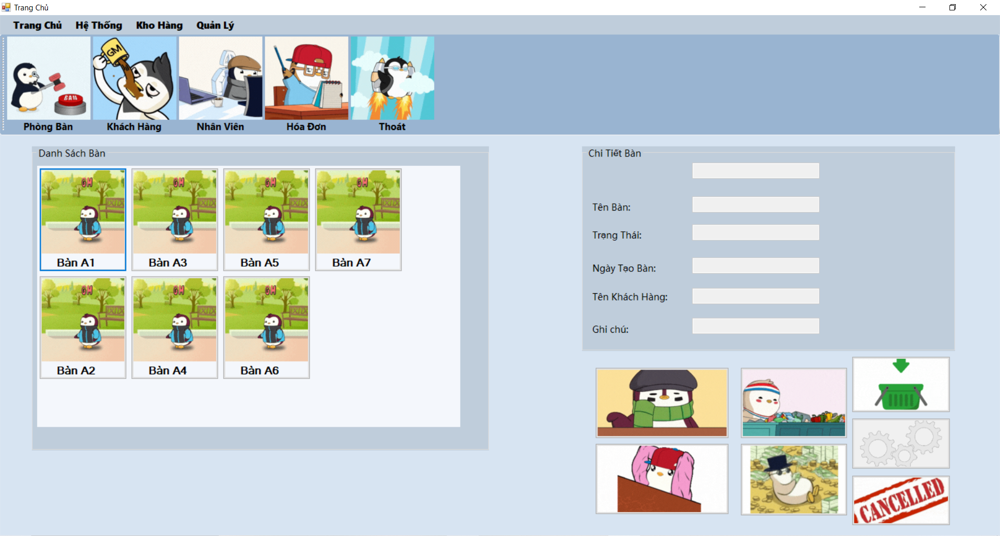 Trang Chủ
Trang Chủ Hệ Thống Kho Hàng Quản Lý
GM
BAN
Phòng Bàn Khách Hàng Nhân Viên Hóa Đơn Thoát
Danh Sách Bàn
GM GM GM GM
Bàn A1 Bàn A3 Bàn A5 Bàn A7
GM GM GM
Bàn A2 Bàn A4 Bàn A6
Chi Tiết Bàn
Tên Bàn:
Trạng Thái:
Ngày Tạo Bàn:
Tên Khách Hàng:
Ghi chú:
CANCELLED